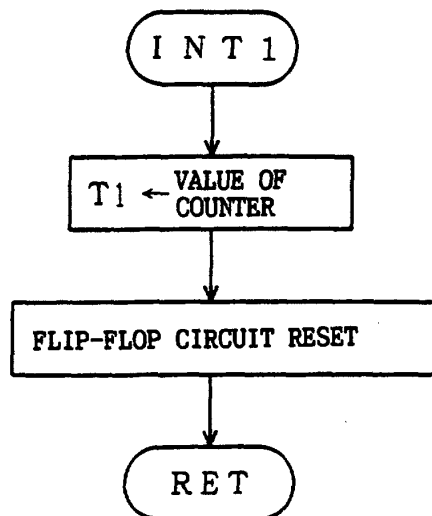 INT1
T1 ← VALUE OF
COUNTER
FLIP-FLOP CIRCUIT RESET
RET